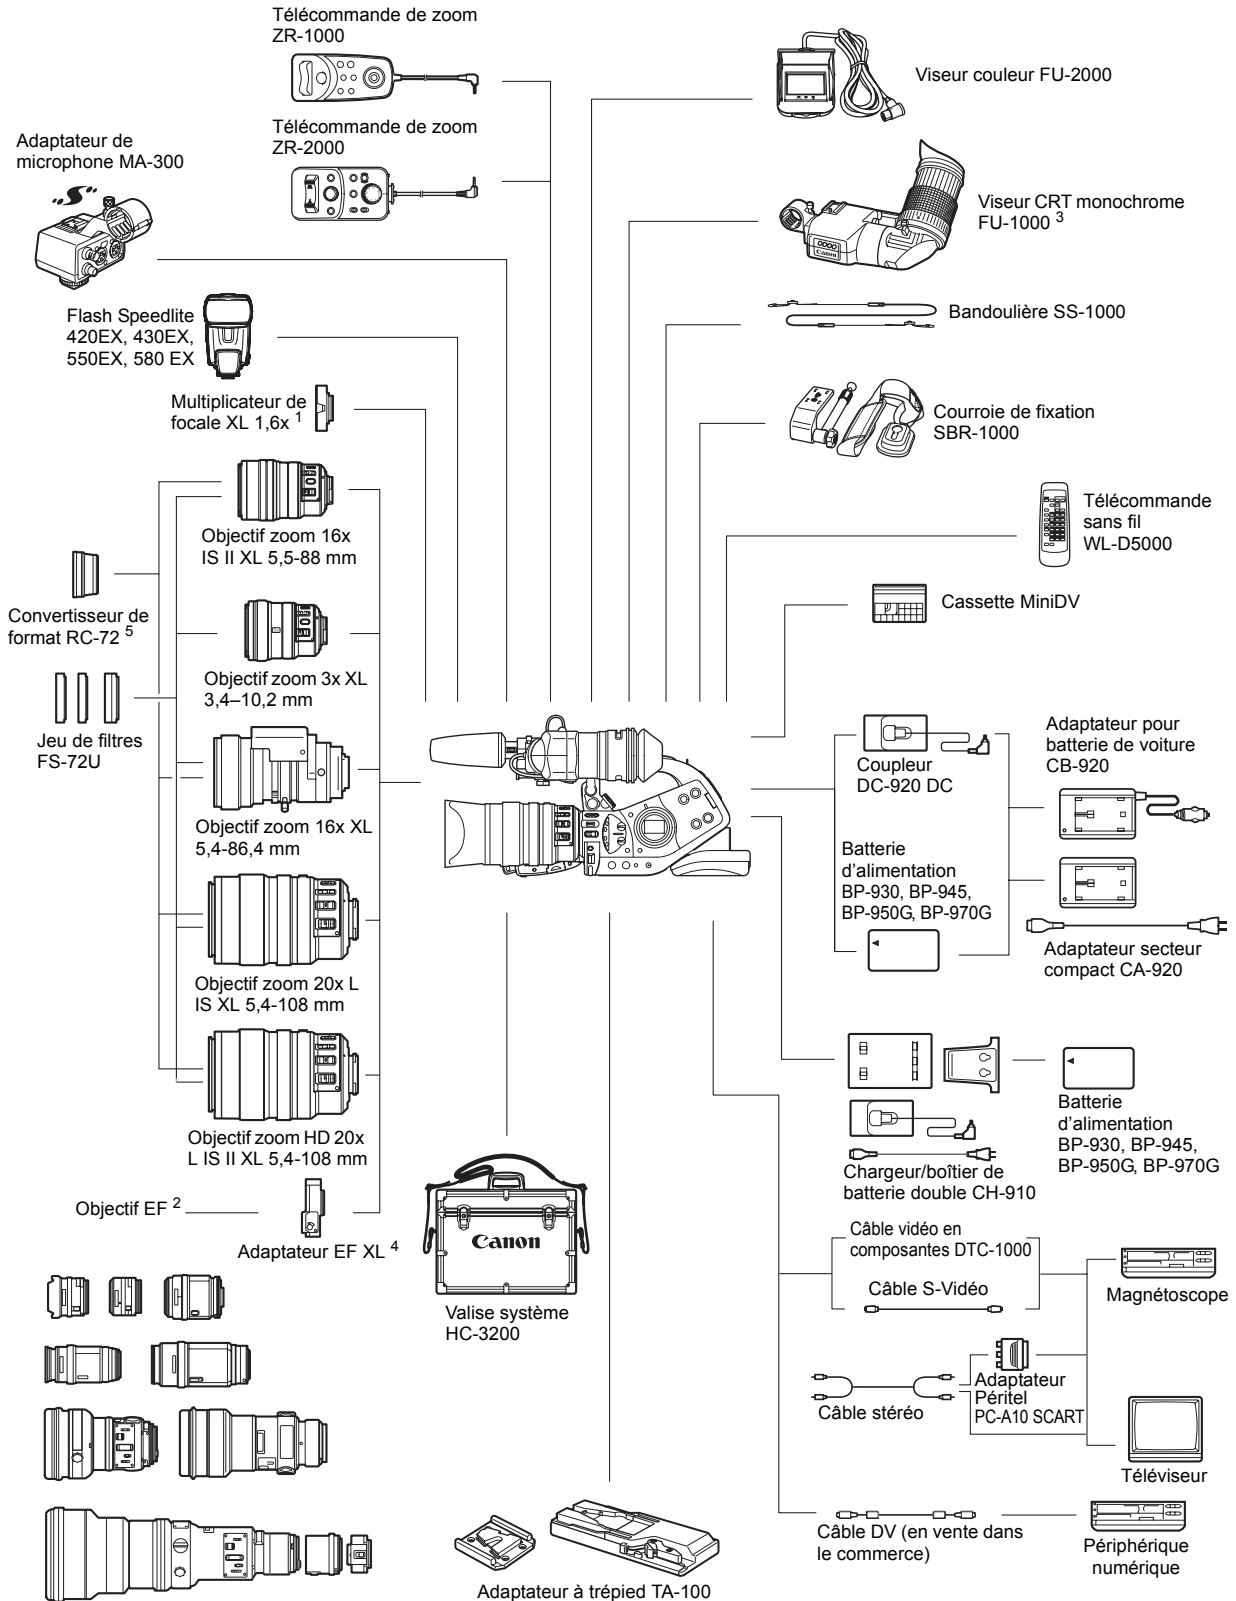 Télécommande de zoom
ZR-1000
Télécommande de zoom
ZR-2000
Adaptateur de
microphone MA-300
Flash Speedlite
420EX, 430EX,
550EX, 580 EX
Multiplicateur de
focale XL 1,6x 1
Objectif zoom 16x
IS II XL 5,5-88 mm
Convertisseur de
format RC-72 5
Objectif zoom 3x XL
3,4–10,2 mm
Jeu de filtres
FS-72U
Objectif zoom 16x XL
5,4-86,4 mm
Objectif zoom 20x L
IS XL 5,4-108 mm
Objectif zoom HD 20x
L IS II XL 5,4-108 mm
Objectif EF 2
Adaptateur EF XL 4
Canon
Valise système
HC-3200
Adaptateur à trépied TA-100
Viseur couleur FU-2000
Canon
Viseur CRT monochrome
FU-1000 3
Bandoulière SS-1000
Courroie de fixation
SBR-1000
Télécommande
sans fil
WL-D5000
Cassette MiniDV
Coupleur
DC-920 DC
Adaptateur pour
batterie de voiture
CB-920
Batterie
d'alimentation
BP-930, BP-945,
BP-950G, BP-970G
Adaptateur secteur
compact CA-920
Chargeur/boîtier de
batterie double CH-910
Batterie
d'alimentation
BP-930, BP-945,
BP-950G, BP-970G
Câble vidéo en
composantes DTC-1000
Câble S-Vidéo
Magnétoscope
Câble stéréo
Adaptateur
Péritel
PC-A10 SCART
Téléviseur
Câble DV (en vente dans
le commerce)
Périphérique
numérique